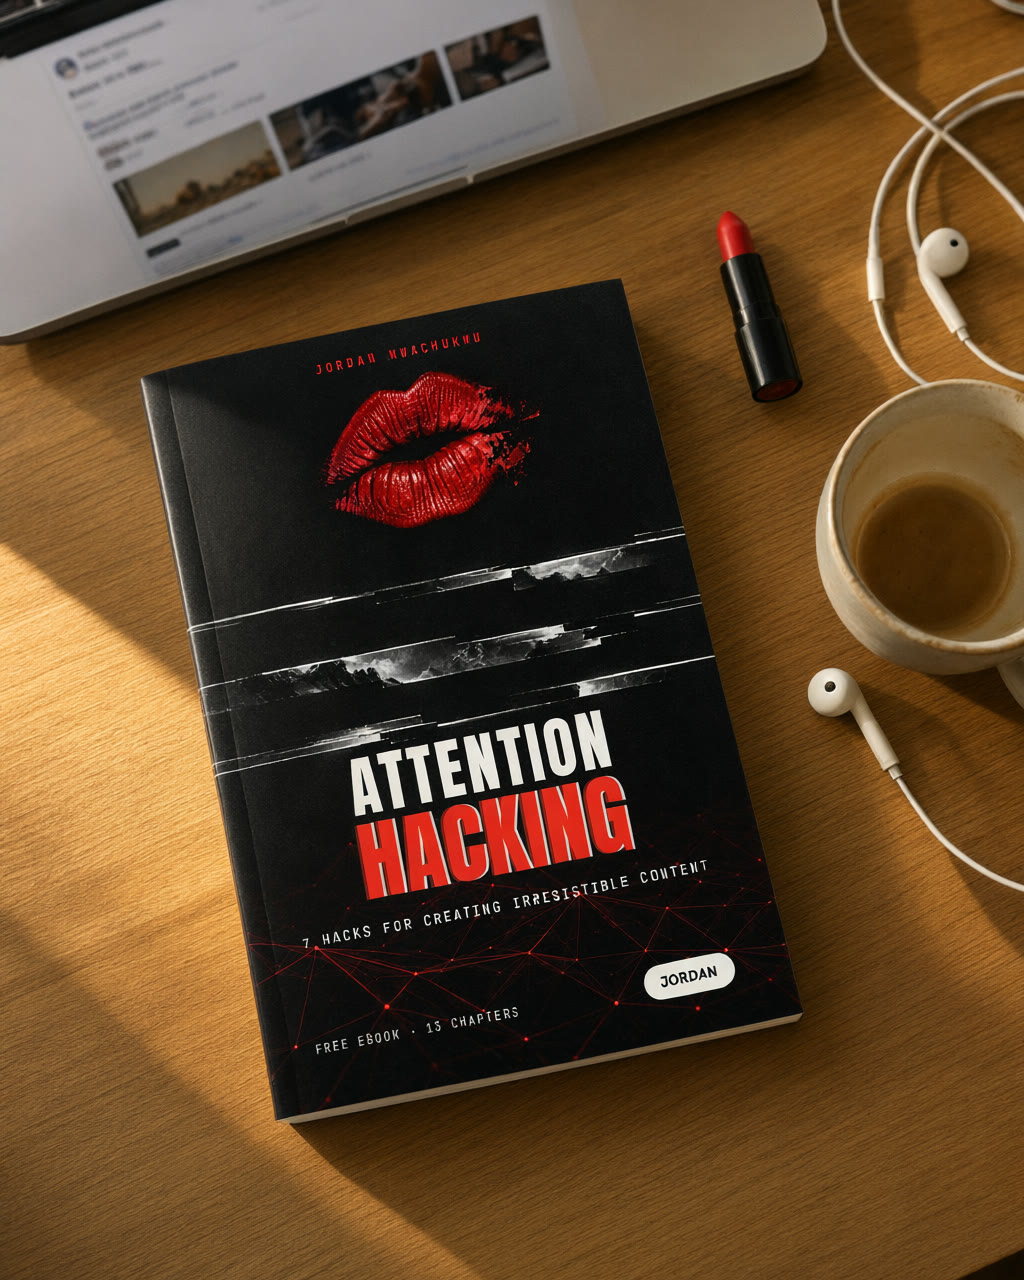 JORDAN NWACHUKWU
ATTENTION
HACKING
7 HACKS FOR CREATING IRRESISTIBLE CONTENT
JORDAN
FREE EBOOK · 13 CHAPTERS